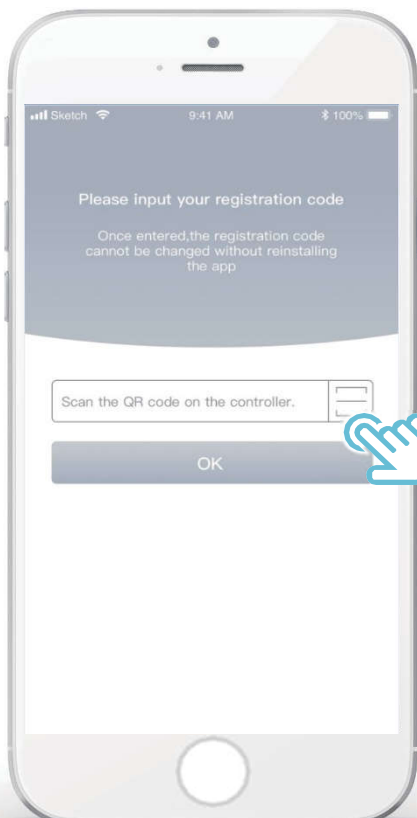 Sketch 9:41 AM 100%
Please input your registration code
Once entered,the registration code
cannot be changed without reinstalling
the app
Scan the QR code on the controller.
OK